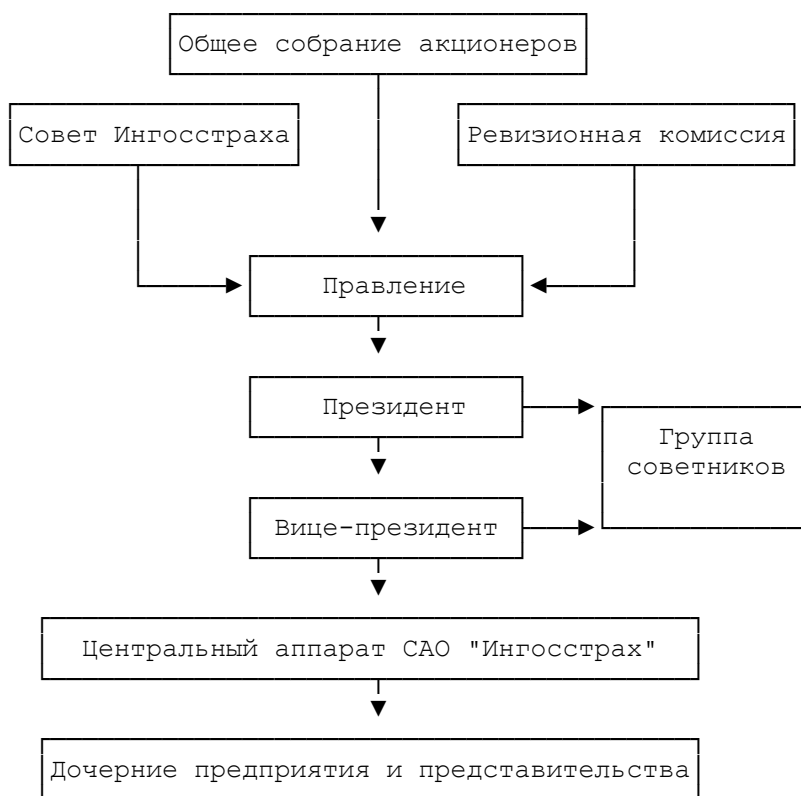 Общее собрание акционеров
Совет Ингосстраха
Ревизионная комиссия
Правление
Президент
Группа
советников
Вице-президент
Центральный аппарат САО "Ингосстрах"
Дочерние предприятия и представительства